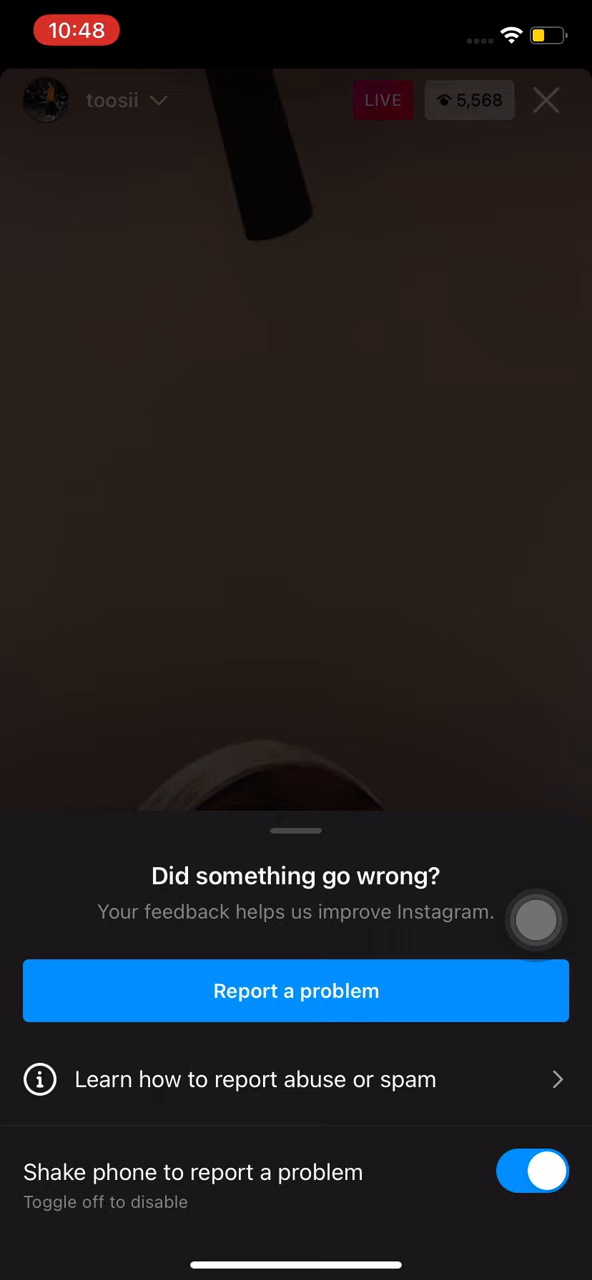 10:48
toosii
LIVE
5,568
Did something go wrong?
Your feedback helps us improve Instagram.
Report a problem
Learn how to report abuse or spam
Shake phone to report a problem
Toggle off to disable